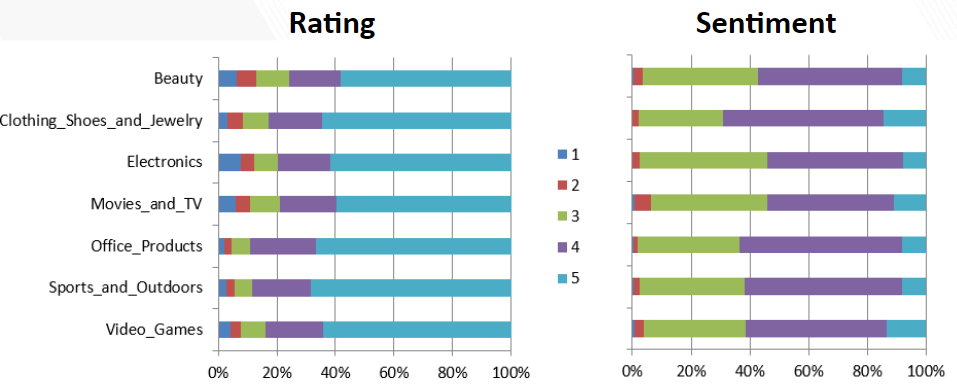 Rating
Sentiment
Beauty
Clothing_Shoes_and_Jewelry
Electronics
Movies_and_TV
Office_Products
Sports_and_Outdoors
Video_Games
0% 20% 40% 60% 80% 100%
1
2
3
4
5
0% 20% 40% 60% 80% 100%